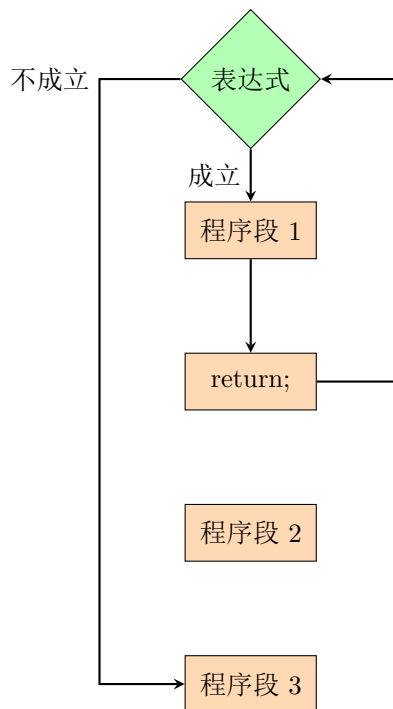 表达式
不成立
成立
程序段 1
return;
程序段 2
程序段 3